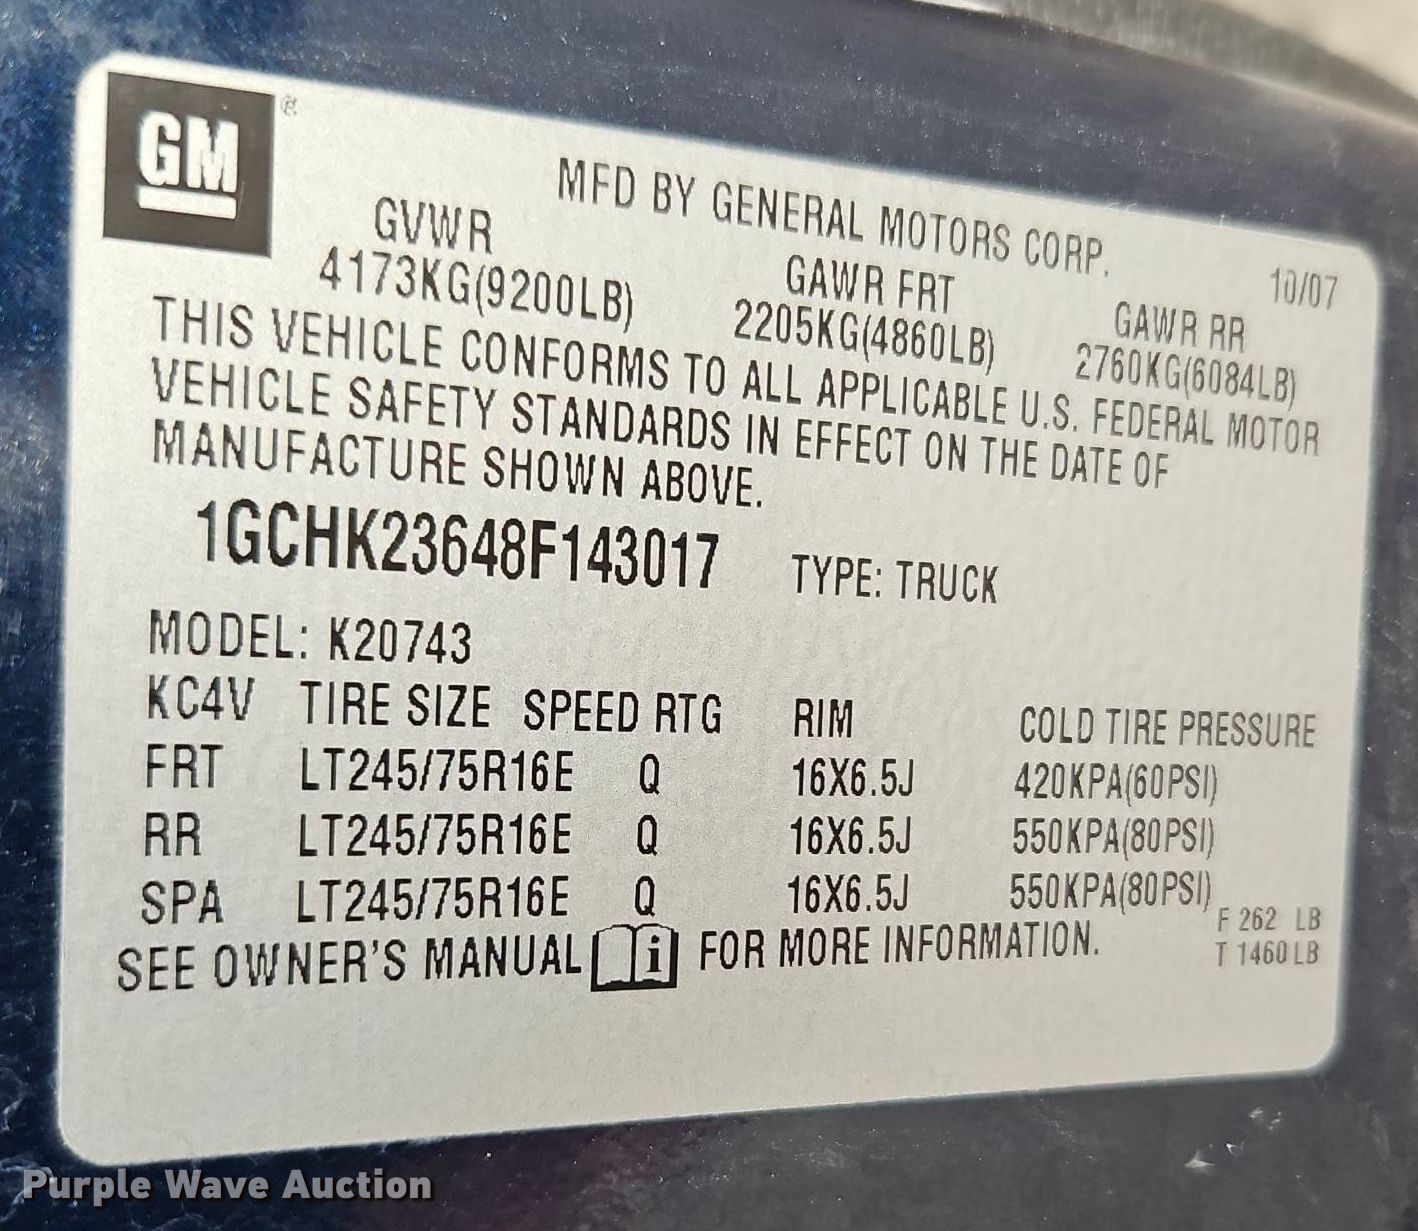 GM ®
MFD BY GENERAL MOTORS CORP.
10/07
GVWR GAWR FRT GAWR RR
4173KG(9200LB) 2205KG(4860LB) 2760KG(6084LB)
THIS VEHICLE CONFORMS TO ALL APPLICABLE U.S. FEDERAL MOTOR
VEHICLE SAFETY STANDARDS IN EFFECT ON THE DATE OF
MANUFACTURE SHOWN ABOVE.
1GCHK23648F143017 TYPE: TRUCK
MODEL: K20743
KC4V TIRE SIZE SPEED RTG RIM COLD TIRE PRESSURE
FRT LT245/75R16E Q 16X6.5J 420KPA(60PSI)
RR LT245/75R16E Q 16X6.5J 550KPA(80PSI)
SPA LT245/75R16E Q 16X6.5J 550KPA(80PSI)
F 262 LB
SEE OWNER'S MANUAL i FOR MORE INFORMATION.
T 1460LB
Purple Wave Auction